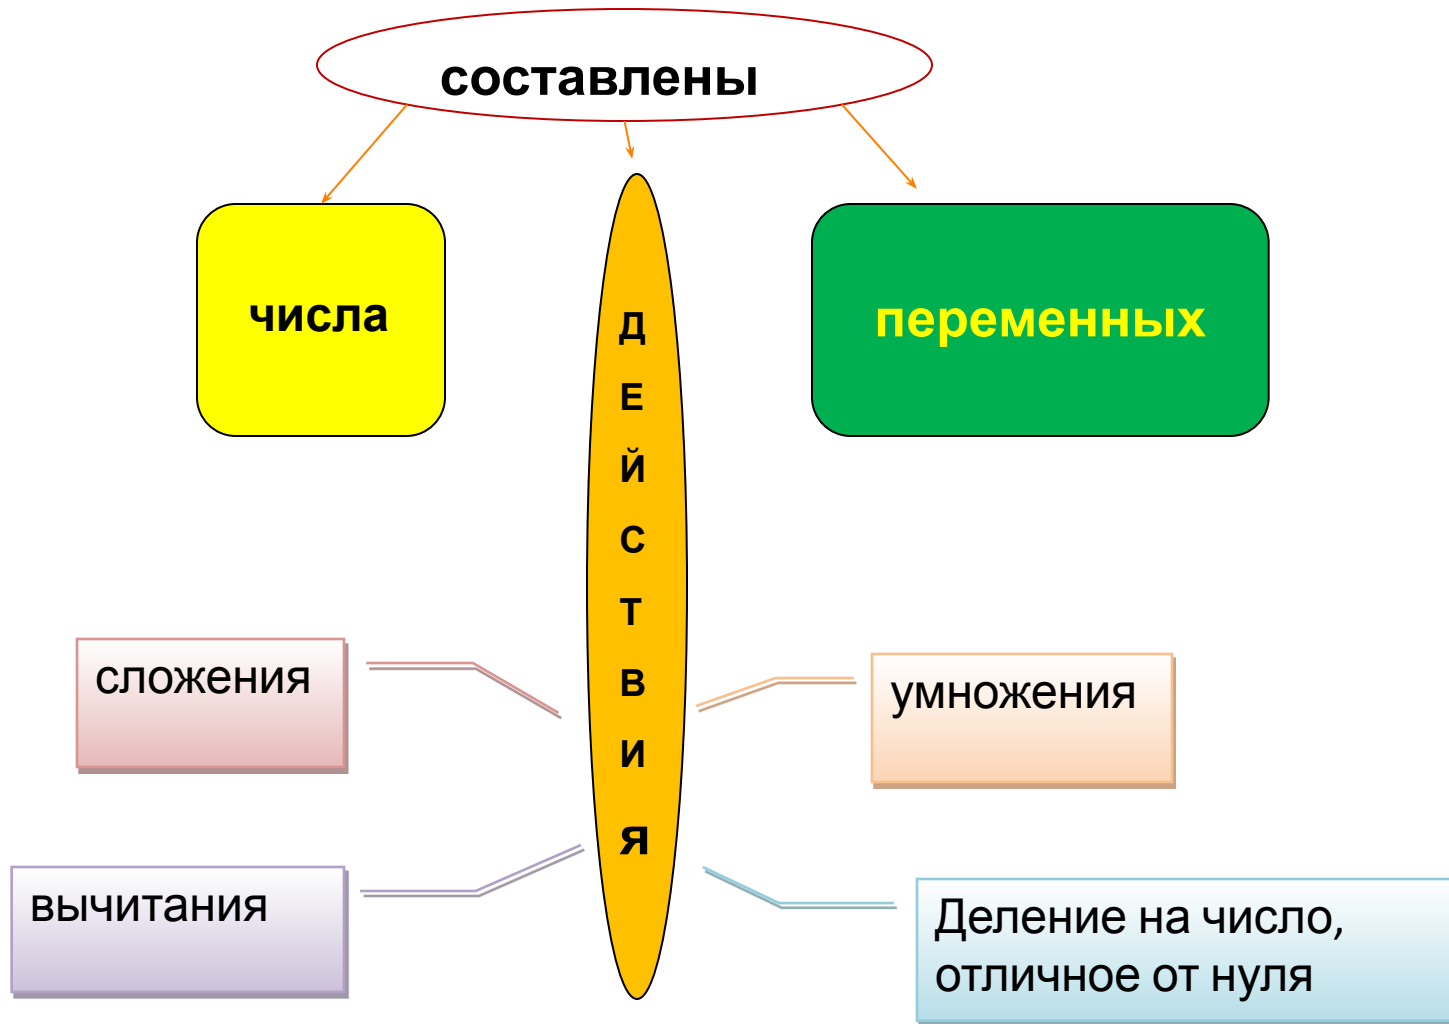 составлены
числа
Д
Е
Й
С
Т
В
И
Я
переменных
сложения
умножения
вычитания
Деление на число,
отличное от нуля